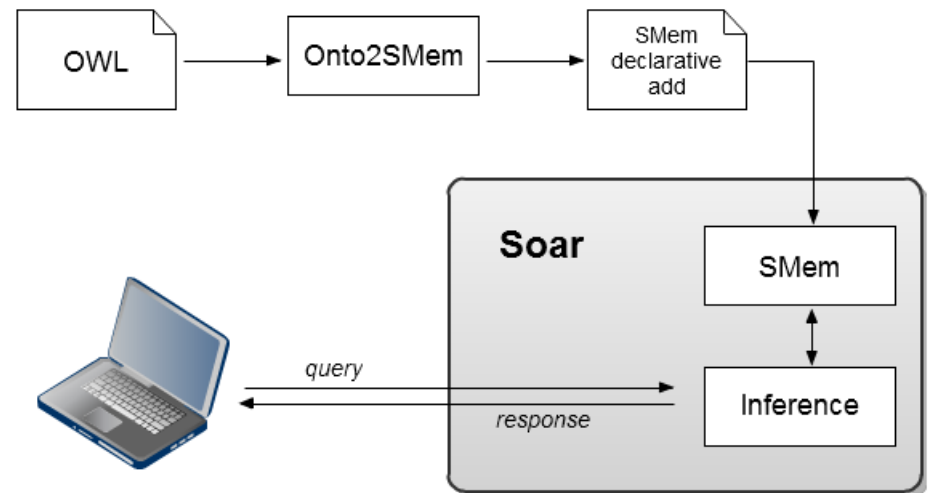 OWL
Onto2SMem
SMem
declarative
add
Soar
SMem
query
response
Inference